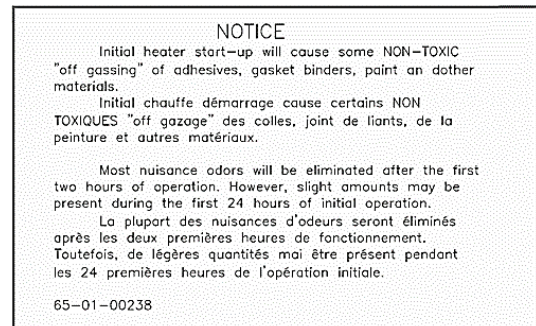 NOTICE
Initial heater start-up will cause some NON-TOXIC
"off gassing" of adhesives, gasket binders, paint an dother
materials.
Initial chauffe démarrage cause certains NON
TOXIQUES "off gazage" des colles, joint de liants, de la
peinture et autres matériaux.
Most nuisance odors will be eliminated after the first
two hours of operation. However, slight amounts may be
present during the first 24 hours of initial operation.
La plupart des nuisances d'odeurs seront éliminés
après les deux premières heures de fonctionnement.
Toutefois, de légères quantités mai être présent pendant
les 24 premières heures de l'opération initiale.
65-01-00238